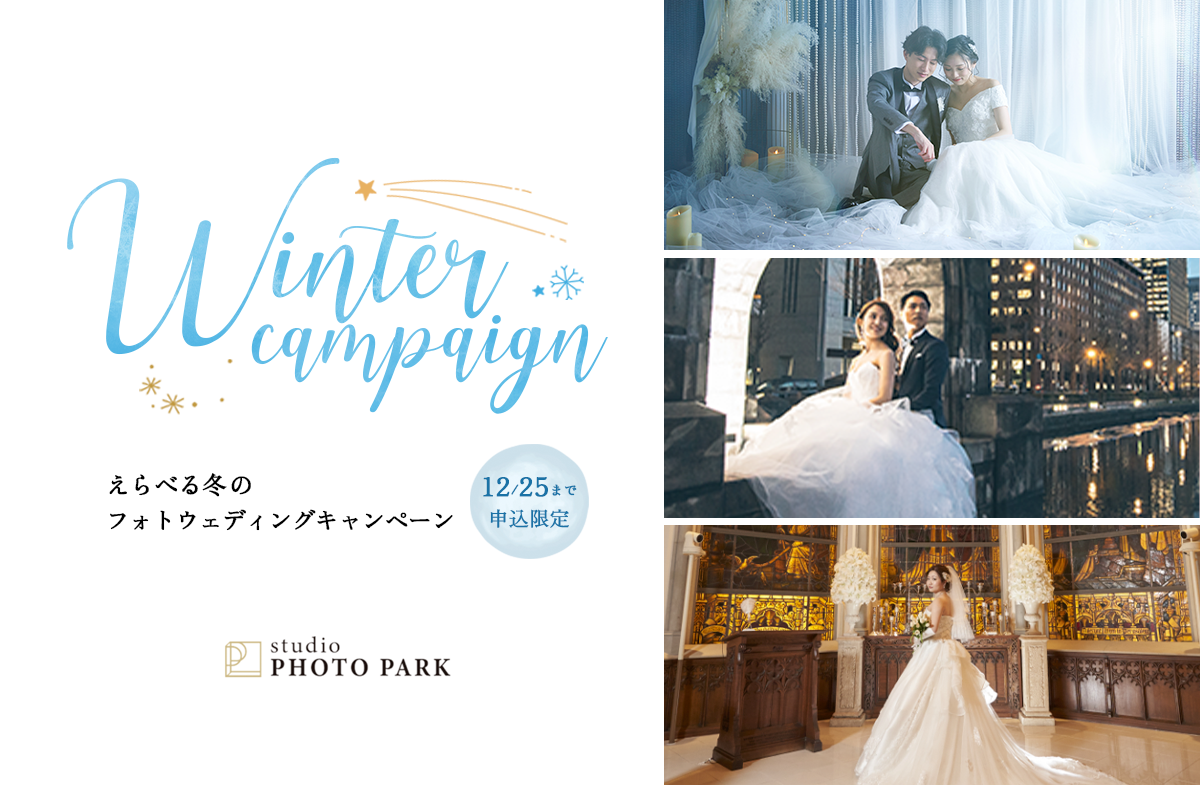 Winter
campaign
えらべる冬の
フォトウェディングキャンペーン
12/25まで
申込限定
studio
PHOTO PARK